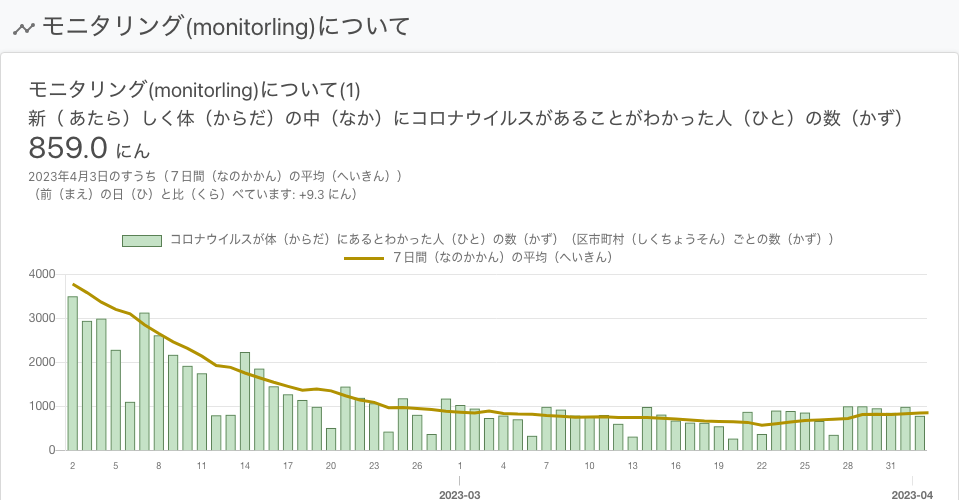 モニタリング(monitorling)について
モニタリング(monitorling)について(1)
新（ あたら）しく体（からだ）の中（なか）にコロナウイルスがあることがわかった人（ひと）の数（かず）
859.0 にん
2023年4月3日のすうち（７日間（なのかかん）の平均（へいきん））
（前（まえ）の日（ひ）と比（くら）べています: +9.3 にん）
コロナウイルスが体（からだ）にあるとわかった人（ひと）の数（かず）（区市町村（しくちょうそん）ごとの数（かず））
７日間（なのかかん）の平均（へいきん）
4000
3000
2000
1000
0
2 5 8 11 14 17 20 23 26 1 4 7 10 13 16 19 22 25 28 31
2023-03 2023-04